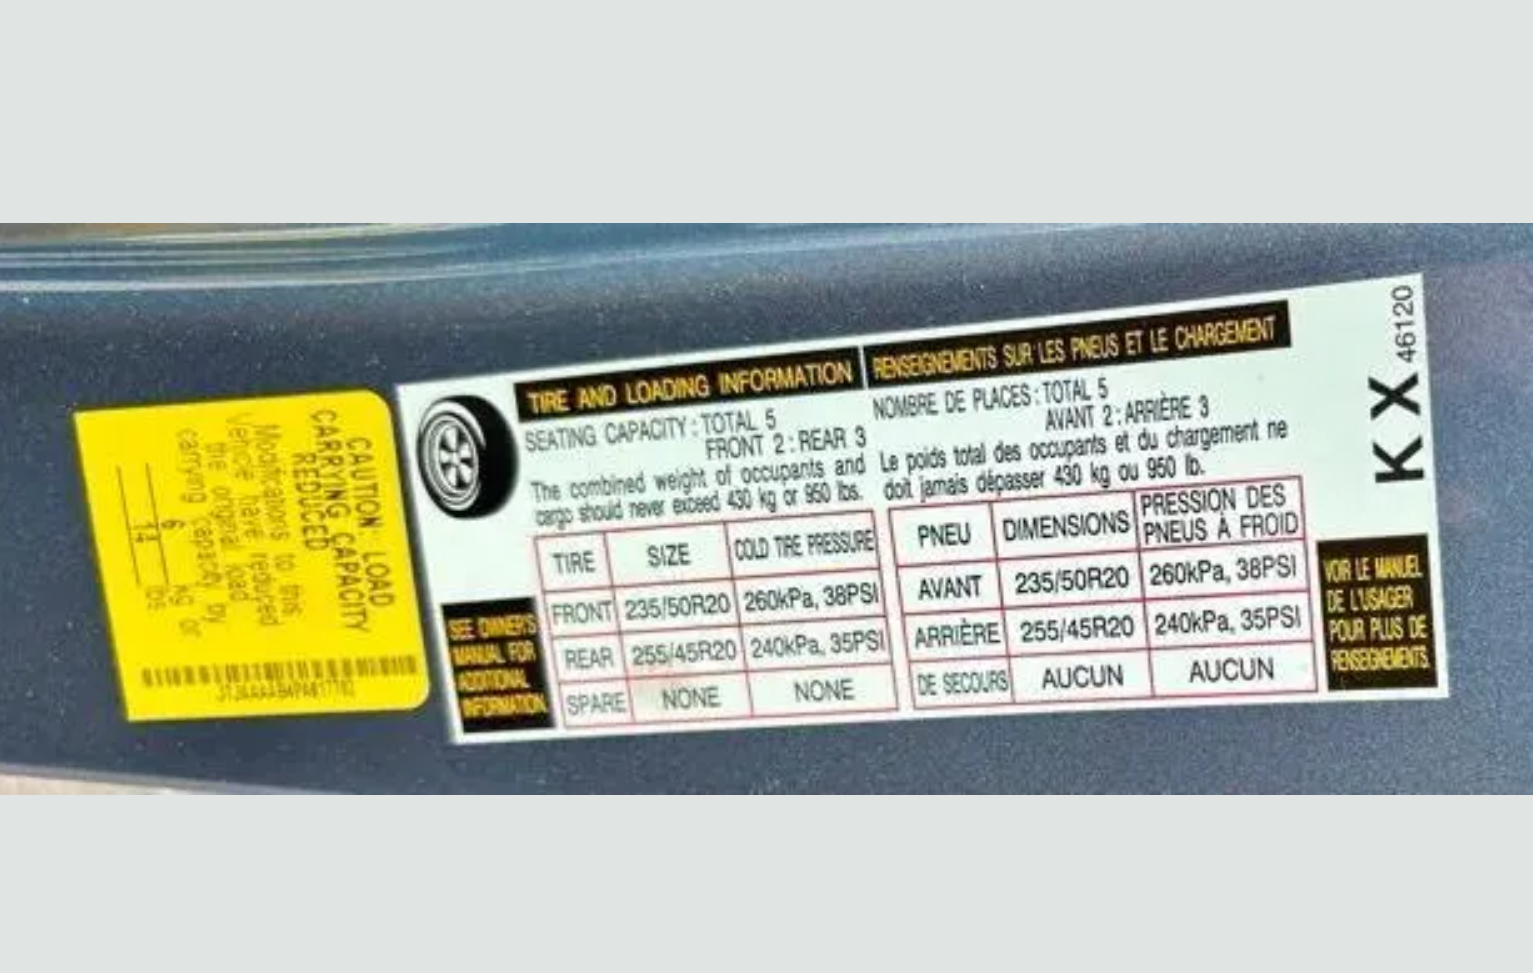 CAUTION: LOAD
CARRYING CAPACITY
REDUCED
Modifications to this
vehicle have reduced
the original load
carrying capacity by
6 kg or
14 lbs
TIRE AND LOADING INFORMATION
SEATING CAPACITY : TOTAL 5
FRONT 2 : REAR 3
The combined weight of occupants and
cargo should never exceed 430 kg or 950 lbs.
TIRE SIZE COLD TIRE PRESSURE
FRONT 235/50R20 260kPa, 38PSI
REAR 255/45R20 240kPa, 35PSI
SPARE NONE NONE
SEE OWNER'S
MANUAL FOR
ADDITIONAL
INFORMATION
RENSEIGNEMENTS SUR LES PNEUS ET LE CHARGEMENT
NOMBRE DE PLACES : TOTAL 5
AVANT 2 : ARRIÈRE 3
Le poids total des occupants et du chargement ne
doit jamais dépasser 430 kg ou 950 lb.
PNEU DIMENSIONS PRESSION DES
PNEUS À FROID
AVANT 235/50R20 260kPa, 38PSI
ARRIÈRE 255/45R20 240kPa, 35PSI
DE SECOURS AUCUN AUCUN
VOIR LE MANUEL
DE L'USAGER
POUR PLUS DE
RENSEIGNEMENTS.
KX 46120